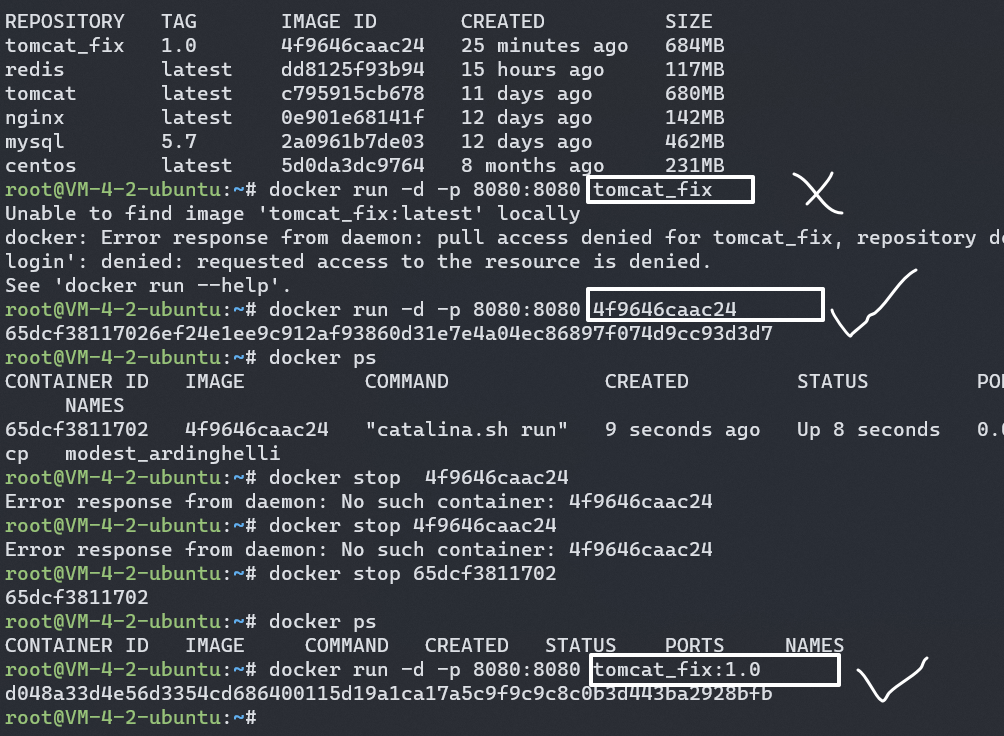 REPOSITORY   TAG       IMAGE ID       CREATED          SIZE
tomcat_fix   1.0       4f9646caac24   25 minutes ago   684MB
redis        latest    dd8125f93b94   15 hours ago     117MB
tomcat       latest    c795915cb678   11 days ago      680MB
nginx        latest    0e901e68141f   12 days ago      142MB
mysql        5.7       2a0961b7de03   12 days ago      462MB
centos       latest    5d0da3dc9764   8 months ago     231MB
root@VM-4-2-ubuntu:~# docker run -d -p 8080:8080 tomcat_fix
Unable to find image 'tomcat_fix:latest' locally
docker: Error response from daemon: pull access denied for tomcat_fix, repository do
login': denied: requested access to the resource is denied.
See 'docker run --help'.
root@VM-4-2-ubuntu:~# docker run -d -p 8080:8080 4f9646caac24
65dcf38117026ef24e1ee9c912af93860d31e7e4a04ec86897f074d9cc93d3d7
root@VM-4-2-ubuntu:~# docker ps
CONTAINER ID   IMAGE          COMMAND             CREATED         STATUS         PO
     NAMES
65dcf3811702   4f9646caac24   "catalina.sh run"   9 seconds ago   Up 8 seconds   0.0
cp   modest_ardinghelli
root@VM-4-2-ubuntu:~# docker stop  4f9646caac24
Error response from daemon: No such container: 4f9646caac24
root@VM-4-2-ubuntu:~# docker stop 4f9646caac24
Error response from daemon: No such container: 4f9646caac24
root@VM-4-2-ubuntu:~# docker stop 65dcf3811702
65dcf3811702
root@VM-4-2-ubuntu:~# docker ps
CONTAINER ID   IMAGE     COMMAND   CREATED   STATUS    PORTS     NAMES
root@VM-4-2-ubuntu:~# docker run -d -p 8080:8080 tomcat_fix:1.0
d048a33d4e56d3354cd686400115d19a1ca17a5c9f9c9c8c0b3d443ba2928bfb
root@VM-4-2-ubuntu:~#